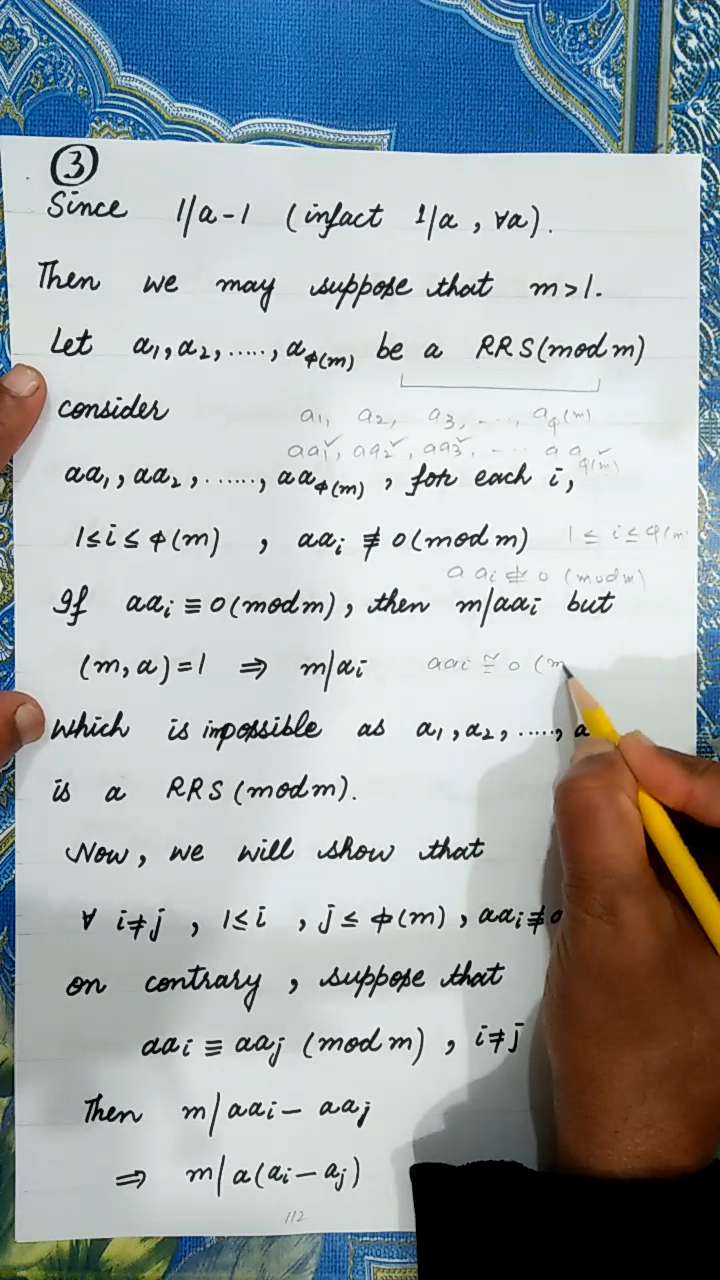 ③
Since 1/a-1 (infact 1/a, ∀a).
Then we may suppose that m>1.
Let a₁, a₂, ....., aᵩ(m) be a RRS(mod m)
consider a₁, a₂, a₃, - - -, aᵩ(m)
aa₁✓, aa₂✓, aa₃✓, - - - aaᵩ(m)✓
aa₁, aa₂, ......, aaᵩ(m), for each i,
1≤i≤ϕ(m), aaᵢ ≢ 0(mod m) 1 ≤ i ≤ φ(m
a aᵢ ≢ 0 (mod m)
If aaᵢ ≡ 0(mod m), then m/aaᵢ but
(m,a)=1 ⇒ m/aᵢ aaᵢ ≅ 0 (m
which is impossible as a₁, a₂, ....., a
is a RRS(mod m).
Now, we will show that
∀ i≠j, 1≤i, j≤ϕ(m), aaᵢ≢0
on contrary, suppose that
aaᵢ ≡ aaⱼ (mod m), i≠j
Then m/aaᵢ - aaⱼ
⇒ m/a(aᵢ-aⱼ)
112